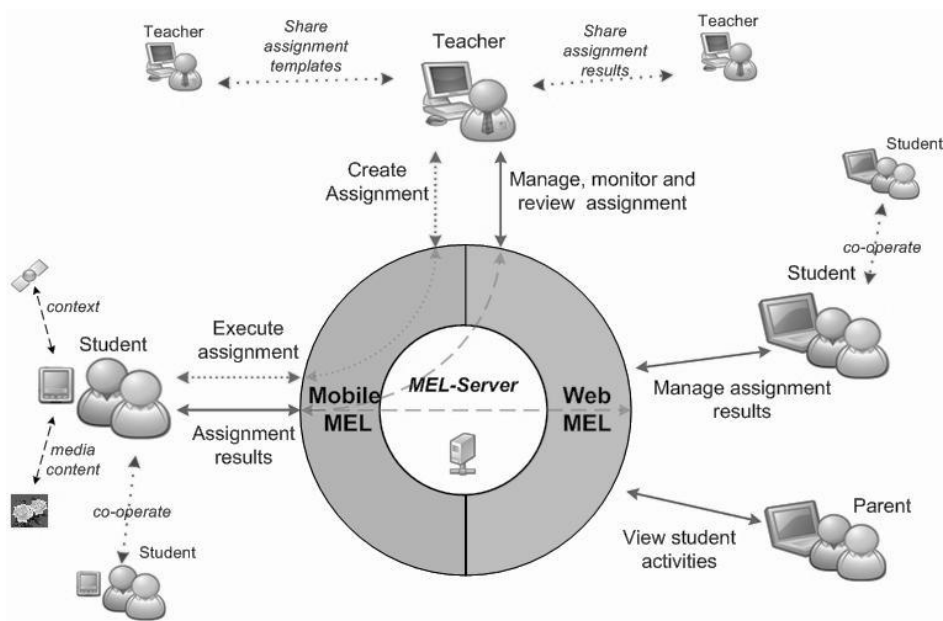 Teacher
Share
assignment
templates
Teacher
Share
assignment
results
Teacher
Create
Assignment
Manage, monitor and
review assignment
Student
co-operate
Student
context
Student
Execute
assignment
Mobile
MEL
MEL-Server
Web
MEL
Manage assignment
results
Assignment
results
media
content
co-operate
Student
Parent
View student
activities